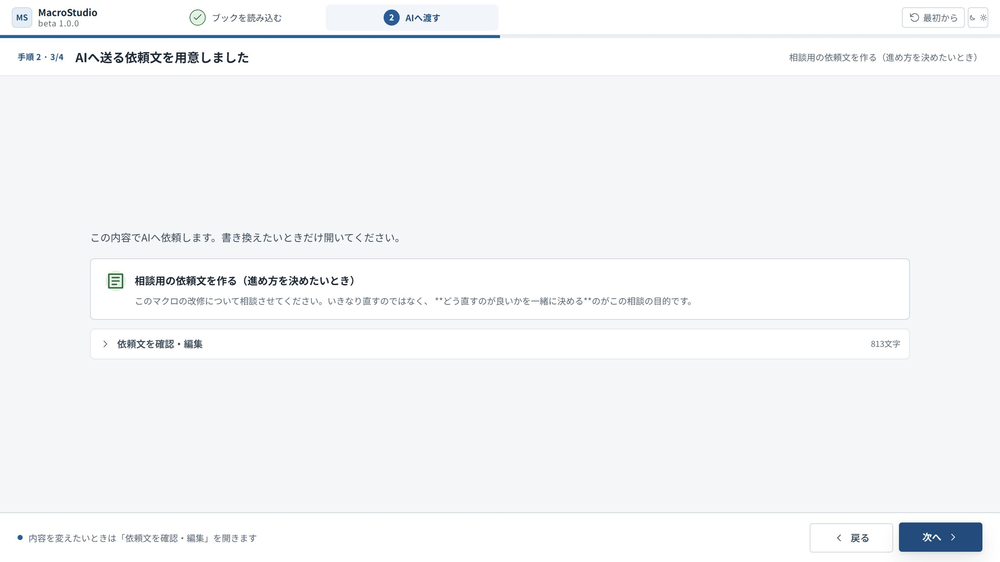 MS
MacroStudio
beta 1.0.0
ブックを読み込む
2
AIへ渡す
最初から
手順 2・3/4
AIへ送る依頼文を用意しました
相談用の依頼文を作る（進め方を決めたいとき）
この内容でAIへ依頼します。書き換えたいときだけ開いてください。
相談用の依頼文を作る（進め方を決めたいとき）
このマクロの改修について相談させてください。いきなり直すのではなく、 **どう直すのが良いかを一緒に決める**のがこの相談の目的です。
依頼文を確認・編集
813文字
内容を変えたいときは「依頼文を確認・編集」を開きます
戻る
次へ